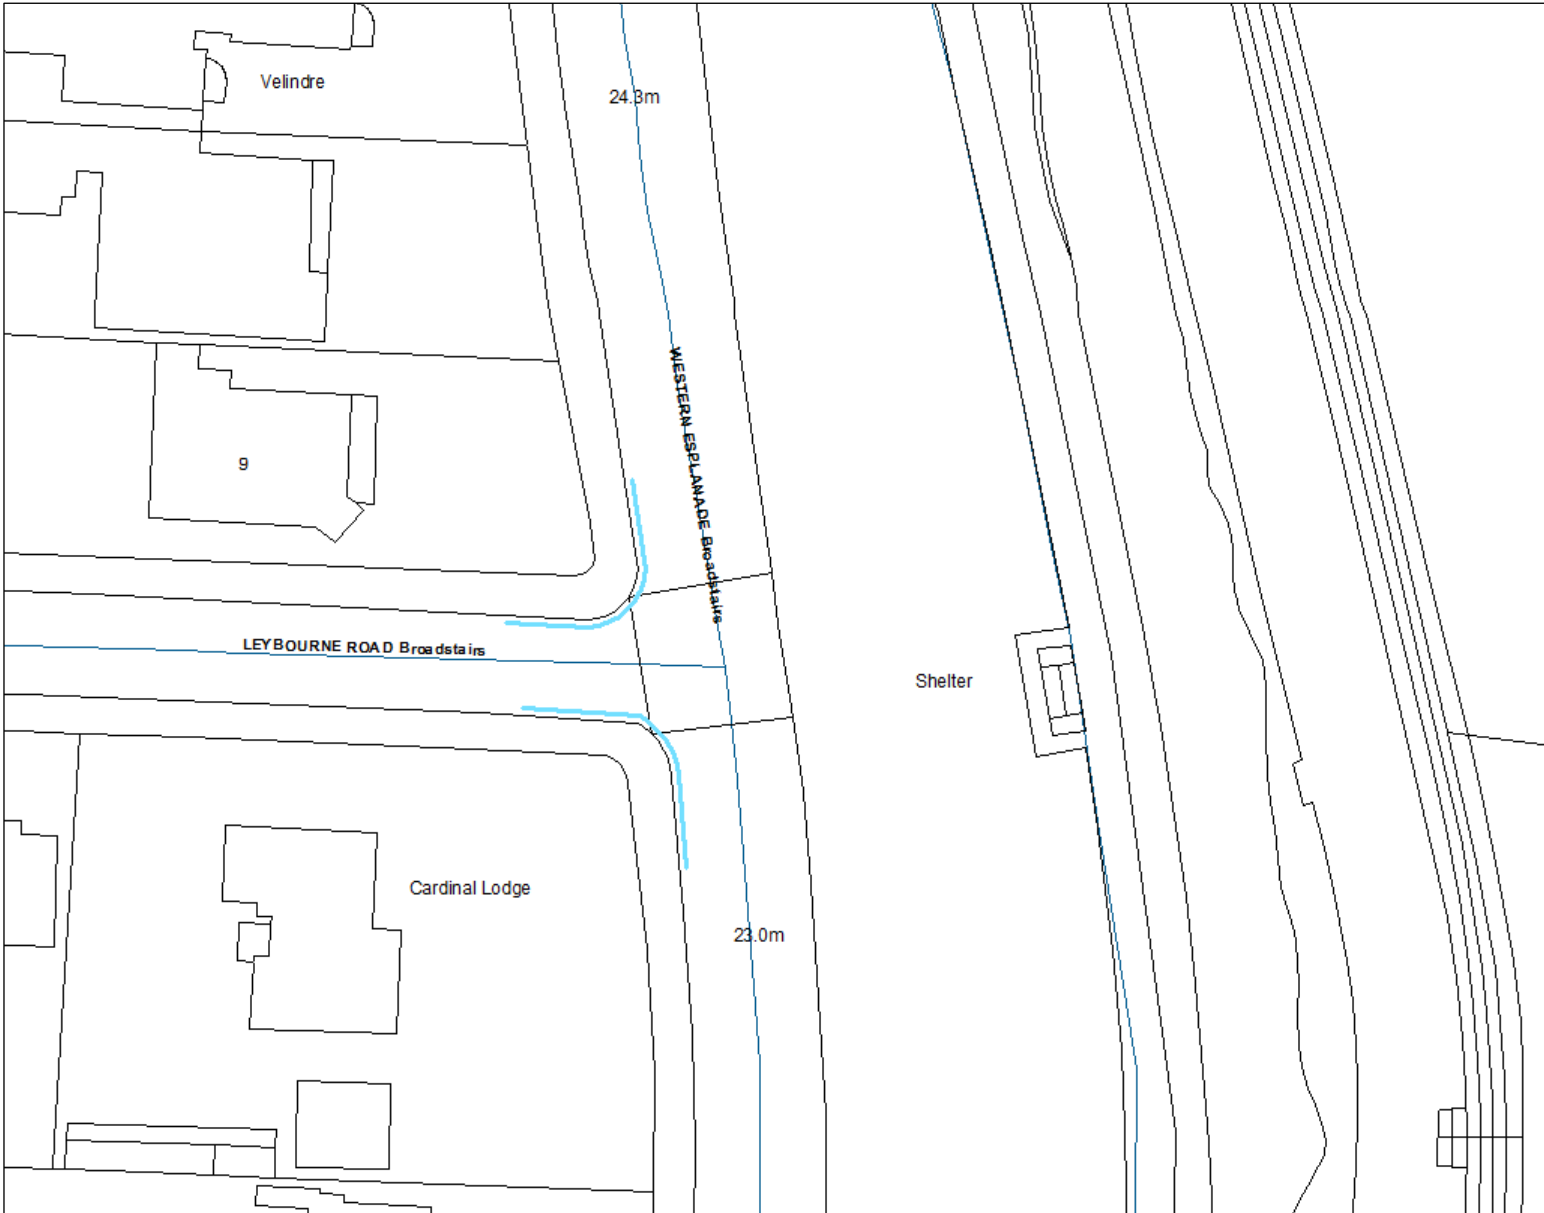 Velindre
24.3m
WESTERN ESPLANADE Broadstairs
9
LEYBOURNE ROAD Broadstairs
Shelter
Cardinal Lodge
23.0m